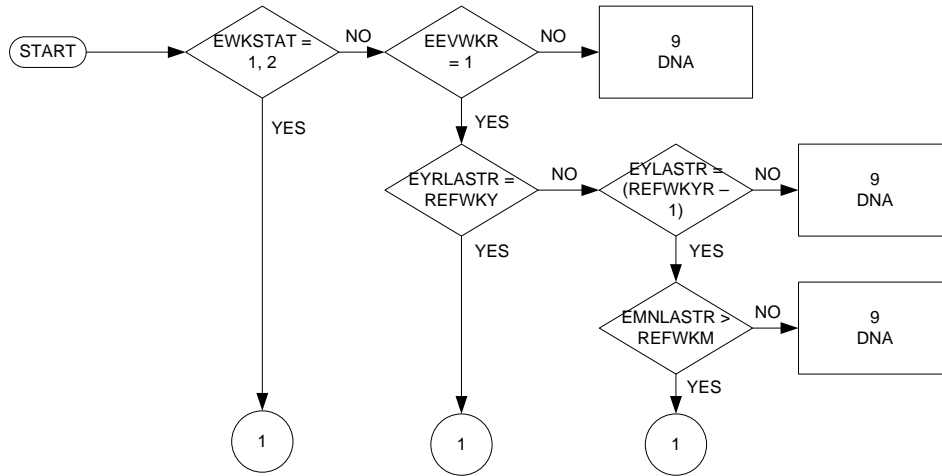 START
EWKSTAT =
1, 2
NO
EEVWKR
= 1
NO
9
DNA
YES
YES
EYRLASTR =
REFWKY
NO
EYLASTR =
(REFWKYR –
1)
NO
9
DNA
YES
YES
EMNLASTR >
REFWKM
NO
9
DNA
YES
1
1
1